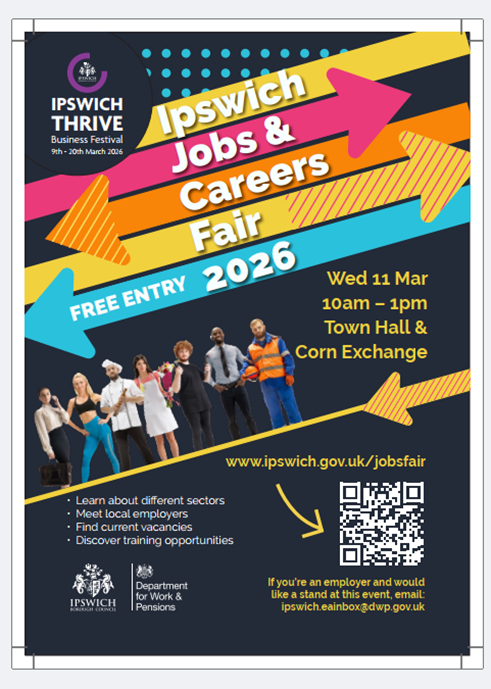 IPSWICH
THRIVE
Business Festival
9th - 20th March 2026
Ipswich
Jobs &
Careers
Fair
2026
FREE ENTRY
Wed 11 Mar
10am – 1pm
Town Hall &
Corn Exchange
www.ipswich.gov.uk/jobsfair
· Learn about different sectors
· Meet local employers
· Find current vacancies
· Discover training opportunities
IPSWICH
BOROUGH COUNCIL
Department
for Work &
Pensions
If you're an employer and would
like a stand at this event, email:
ipswich.eainbox@dwp.gov.uk